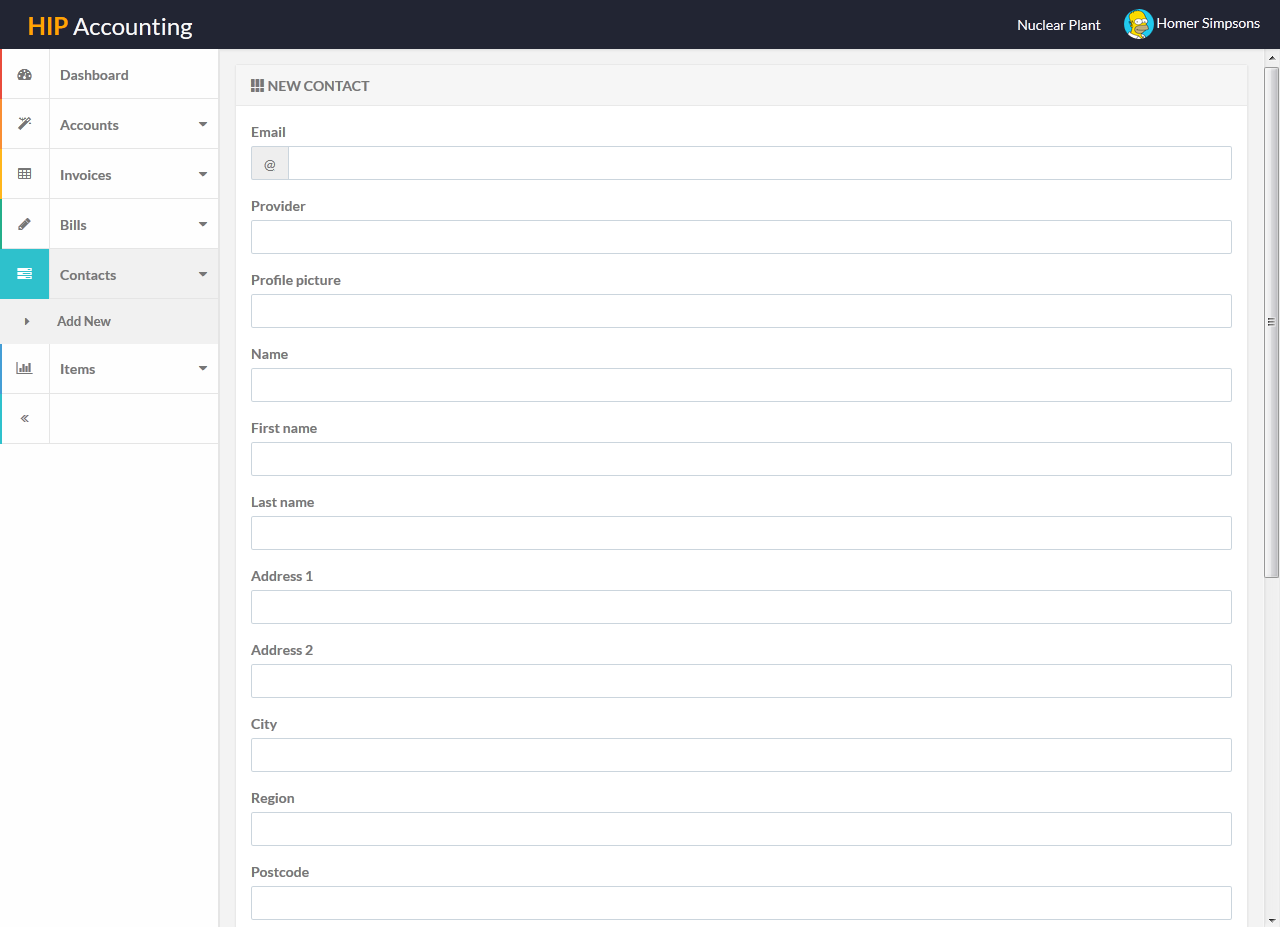 HIP Accounting
Nuclear Plant
Homer Simpsons
Dashboard
Accounts
Invoices
Bills
Contacts
Add New
Items
NEW CONTACT
Email
@
Provider
Profile picture
Name
First name
Last name
Address 1
Address 2
City
Region
Postcode